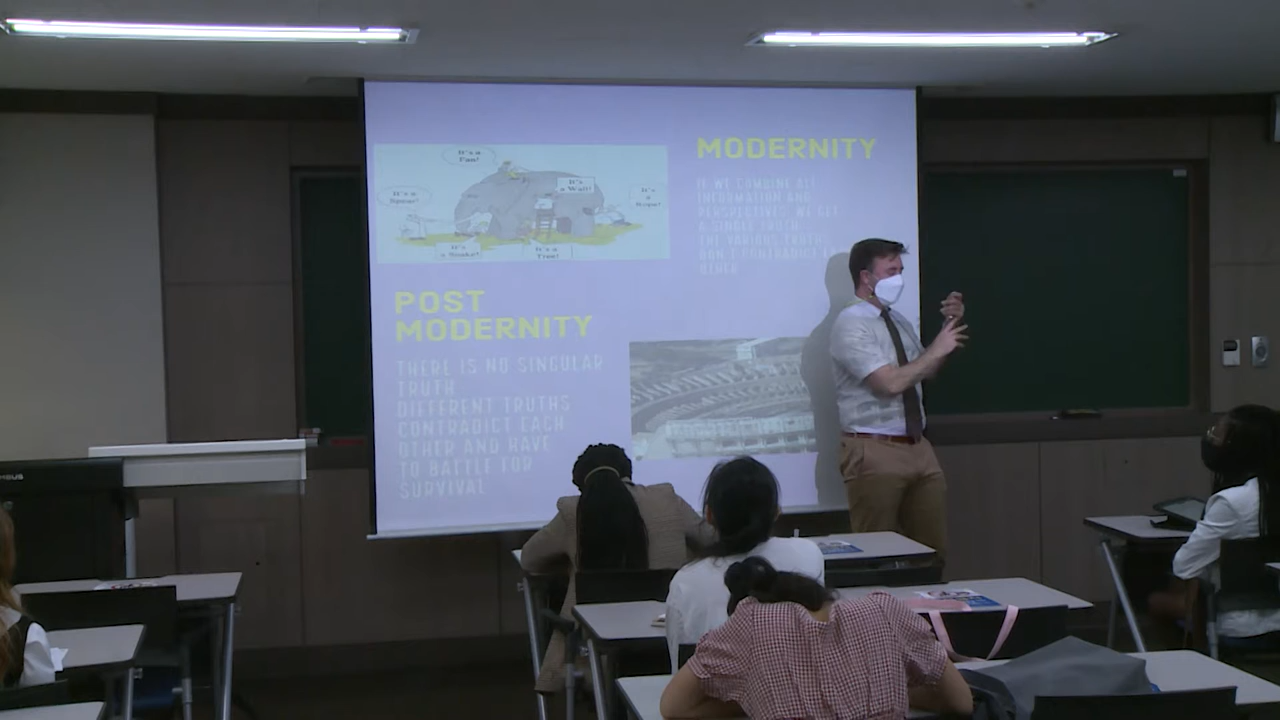 It's a
Fan!
It's
a Wall!
It's a
Spear!
It's
a
Rope!
It's
a Snake!
It's a
Tree!
MODERNITY
IF WE COMBINE ALL
INFORMATION AND
PERSPECTIVES, WE GET
A SINGLE TRUTH
THE VARIOUS TRUTHS
DON'T CONTRADICT
OTHER
POST
MODERNITY
THERE IS NO SINGULAR
TRUTH
DIFFERENT TRUTHS
CONTRADICT EACH
OTHER AND HAVE
TO BATTLE FOR
SURVIVAL